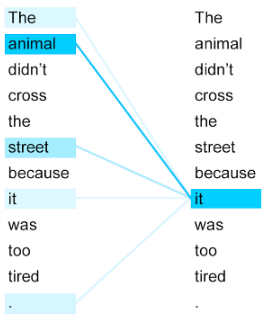 The The
animal animal
didn't didn't
cross cross
the the
street street
because because
it it
was was
too too
tired tired
. .